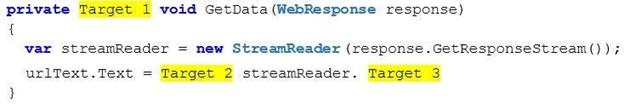 private Target 1 void GetData(WebResponse response)
{
var streamReader = new StreamReader(response.GetResponseStream());
urlText.Text = Target 2 streamReader. Target 3
}